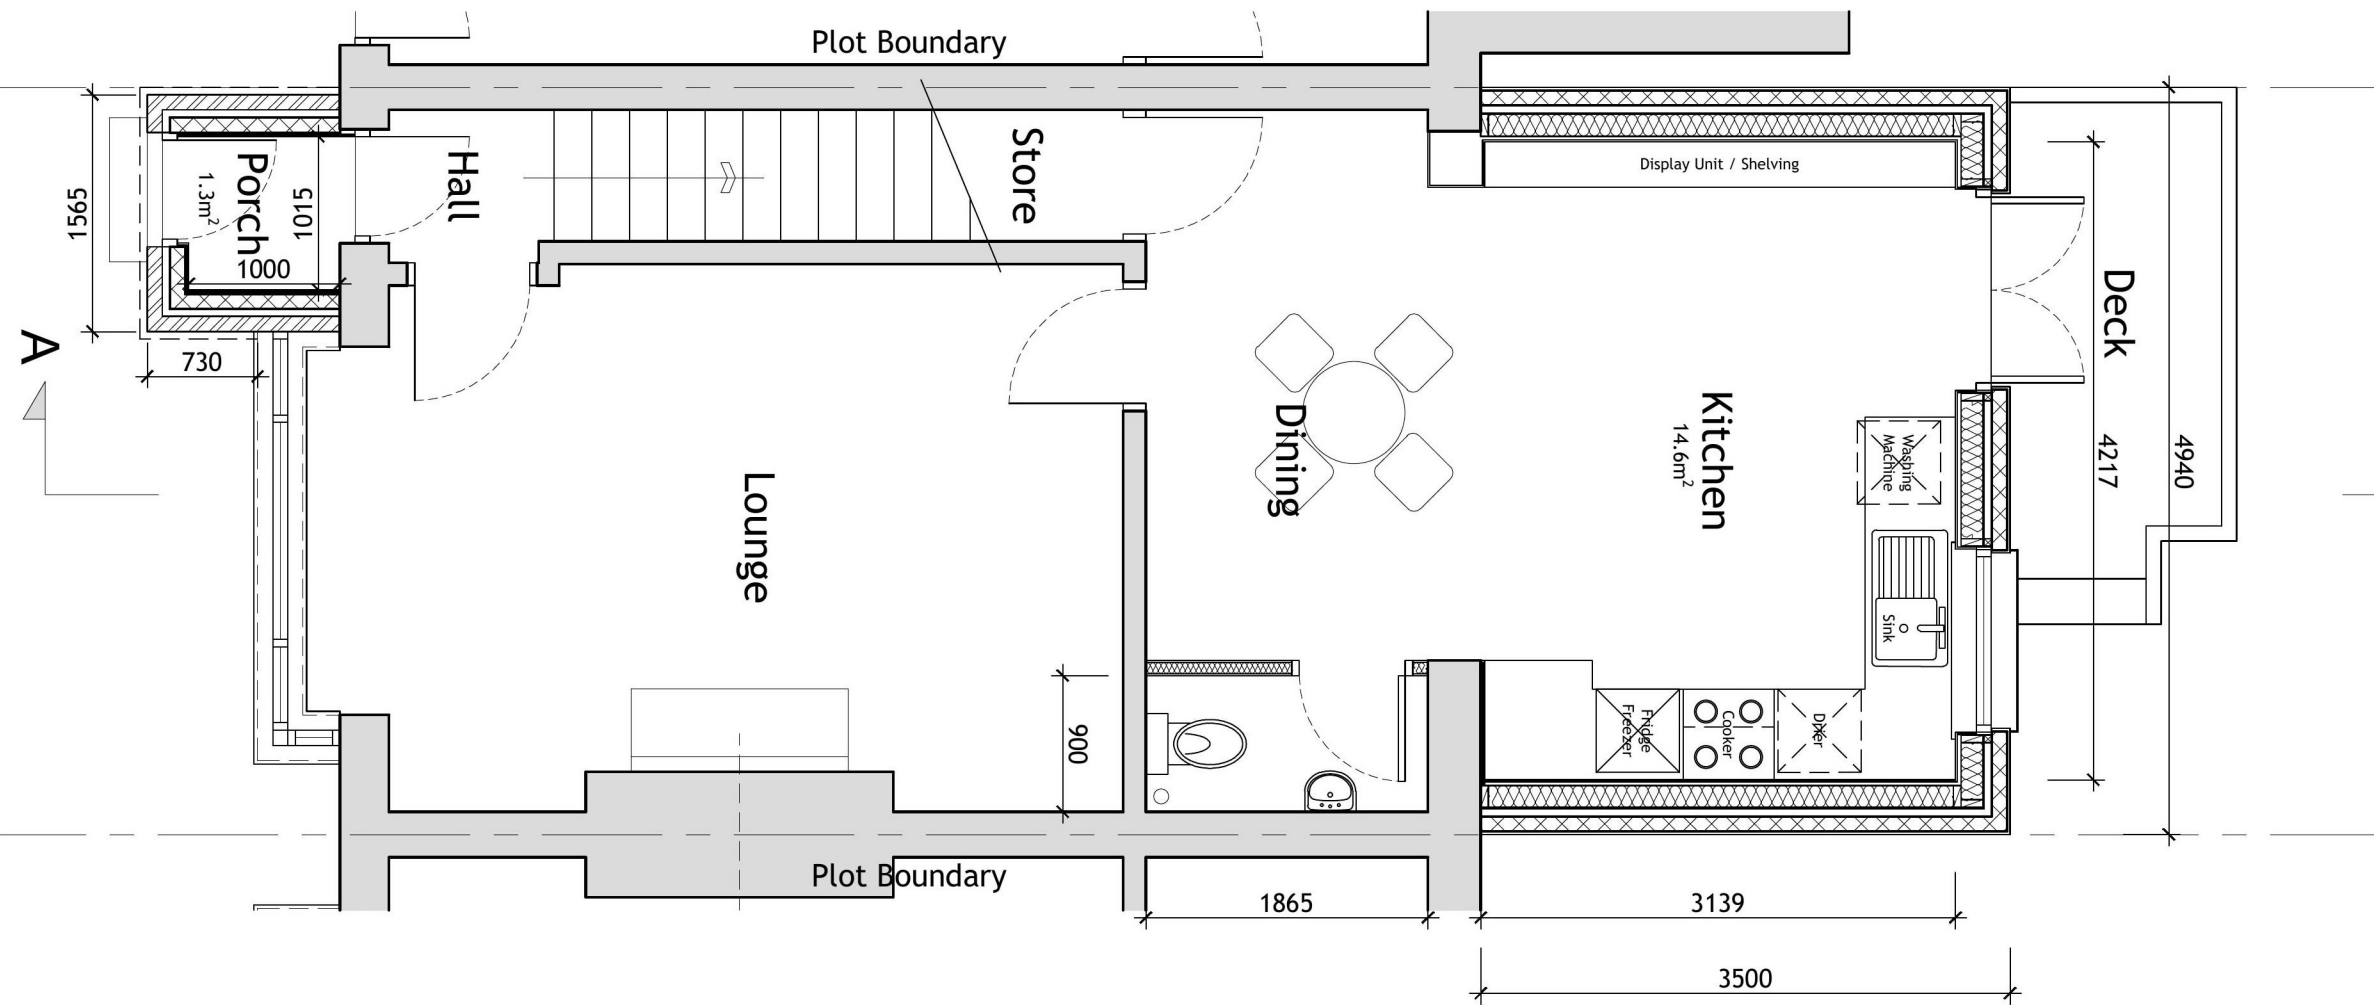 Plot Boundary
Store
Hall
Porch
1.3m²
1015
1000
1565
730
A
Display Unit / Shelving
Deck
4217
4940
Kitchen
14.6m²
Dining
Lounge
Washing
Machine
Sink
Fridge
Freezer
Cooker
Drier
900
Plot Boundary
1865
3139
3500